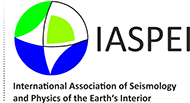 IASPEI
International Association of Seismology
and Physics of the Earth's Interior